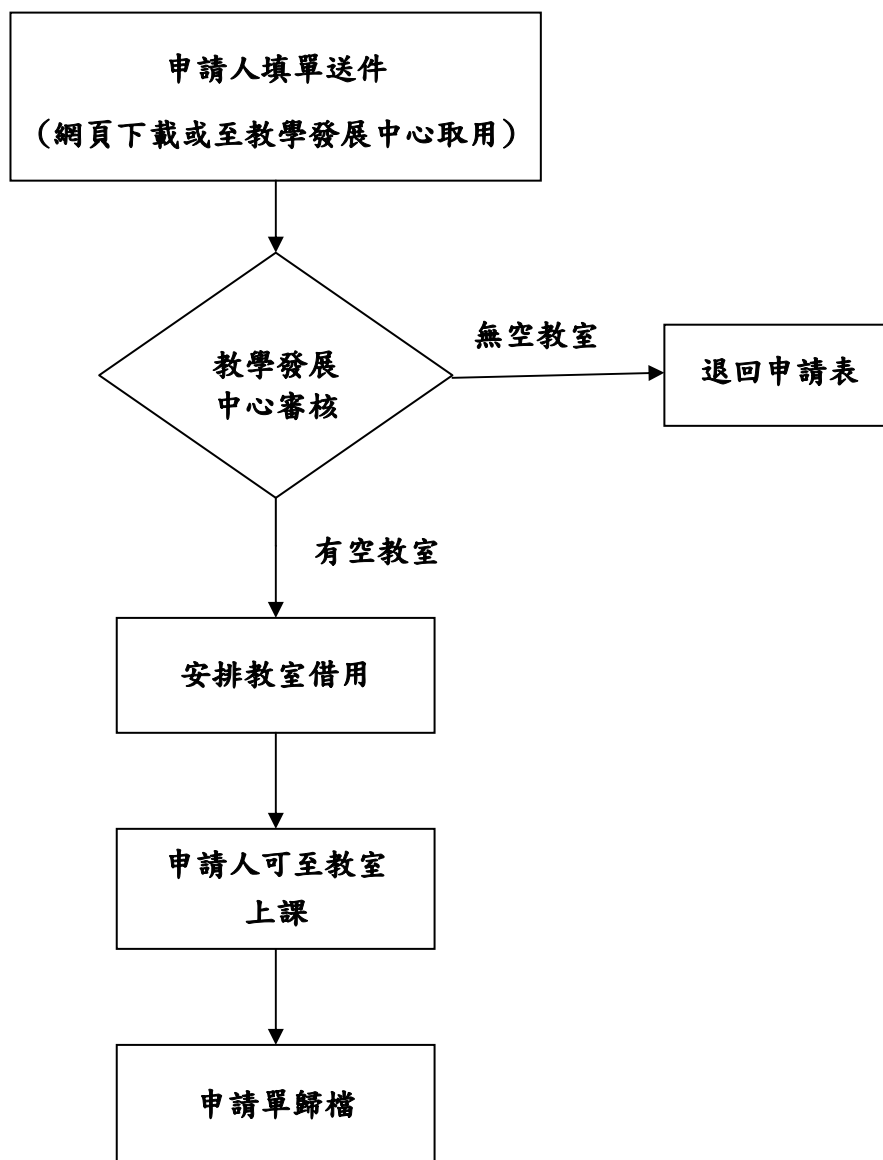 申請人填單送件
（網頁下載或至教學發展中心取用）
教學發展
中心審核
無空教室
退回申請表
有空教室
安排教室借用
申請人可至教室
上課
申請單歸檔